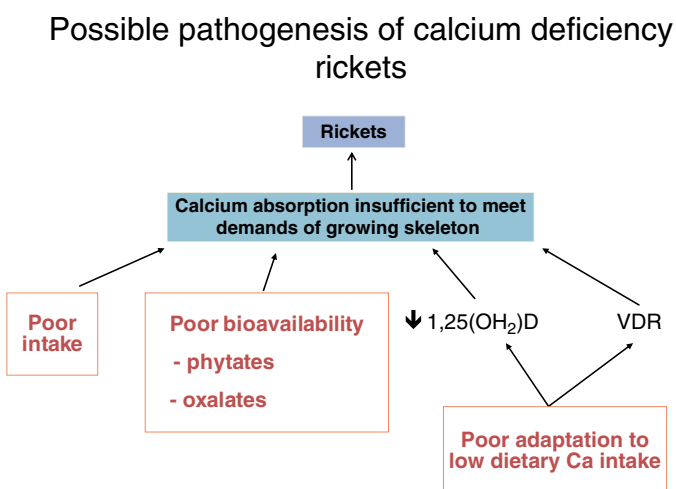 Possible pathogenesis of calcium deficiency
rickets
Rickets
Calcium absorption insufficient to meet
demands of growing skeleton
Poor
intake
Poor bioavailability
- phytates
- oxalates
🡫 1,25(OH₂)D
VDR
Poor adaptation to
low dietary Ca intake